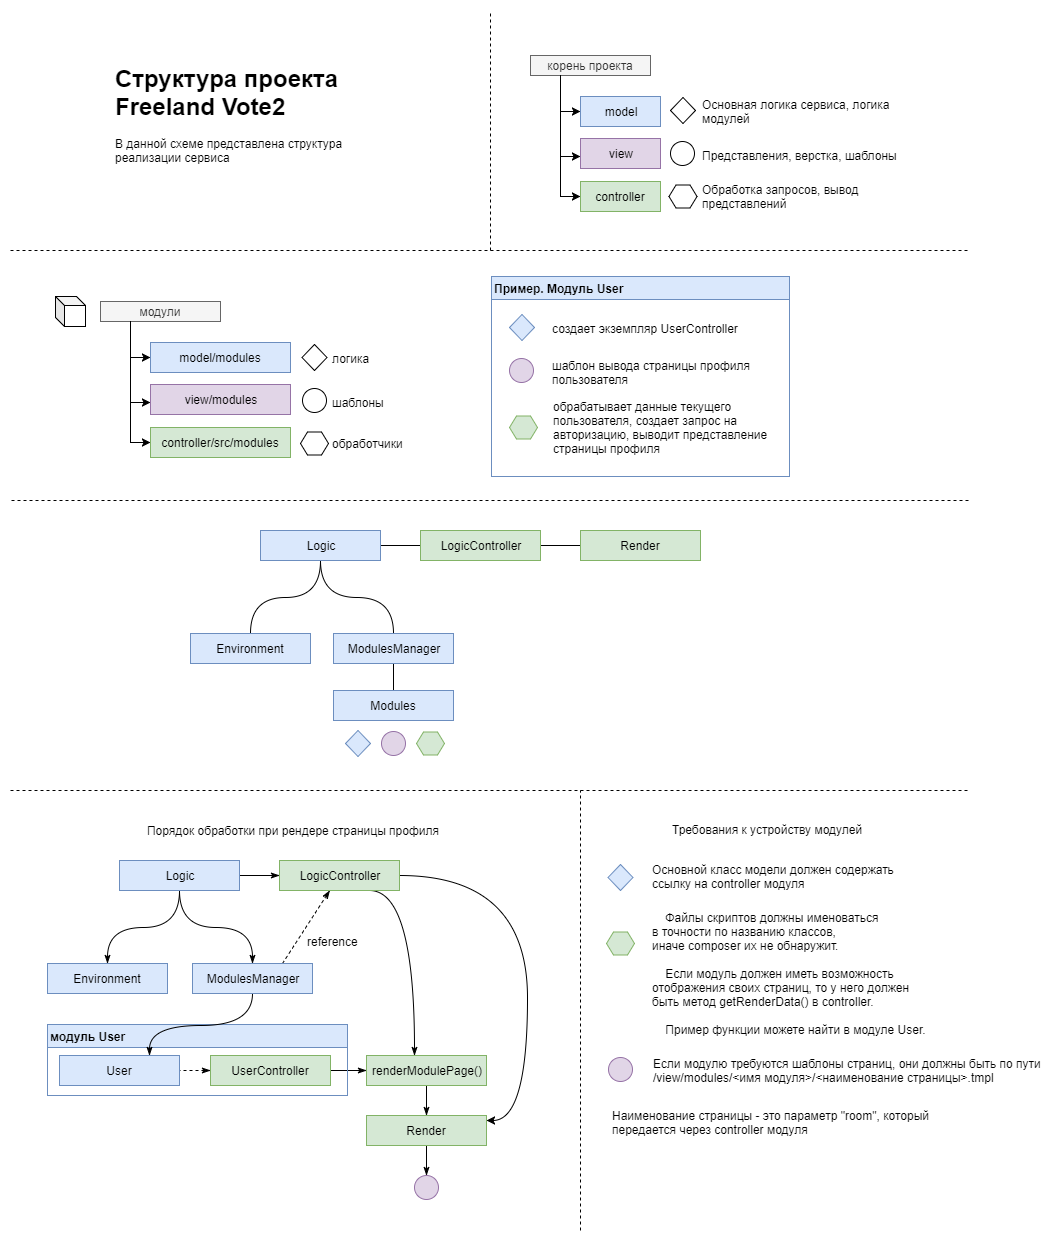 Структура проекта
Freeland Vote2
В данной схеме представлена структура
реализации сервиса
корень проекта
model
Основная логика сервиса, логика
модулей
view
Представления, верстка, шаблоны
controller
Обработка запросов, вывод
представлений
модули
model/modules
логика
view/modules
шаблоны
controller/src/modules
обработчики
Пример. Модуль User
создает экземпляр UserController
шаблон вывода страницы профиля
пользователя
обрабатывает данные текущего
пользователя, создает запрос на
авторизацию, выводит представление
страницы профиля
Logic
LogicController
Render
Environment
ModulesManager
Modules
Порядок обработки при рендере страницы профиля
Logic
LogicController
reference
Environment
ModulesManager
модуль User
User
UserController
renderModulePage()
Render
Требования к устройству модулей
Основной класс модели должен содержать
ссылку на controller модуля
Файлы скриптов должны именоваться
в точности по названию классов,
иначе composer их не обнаружит.
Если модуль должен иметь возможность
отображения своих страниц, то у него должен
быть метод getRenderData() в controller.
Пример функции можете найти в модуле User.
Если модулю требуются шаблоны страниц, они должны быть по пути
/view/modules/<имя модуля>/<наименование страницы>.tmpl
Наименование страницы - это параметр "room", который
передается через controller модуля